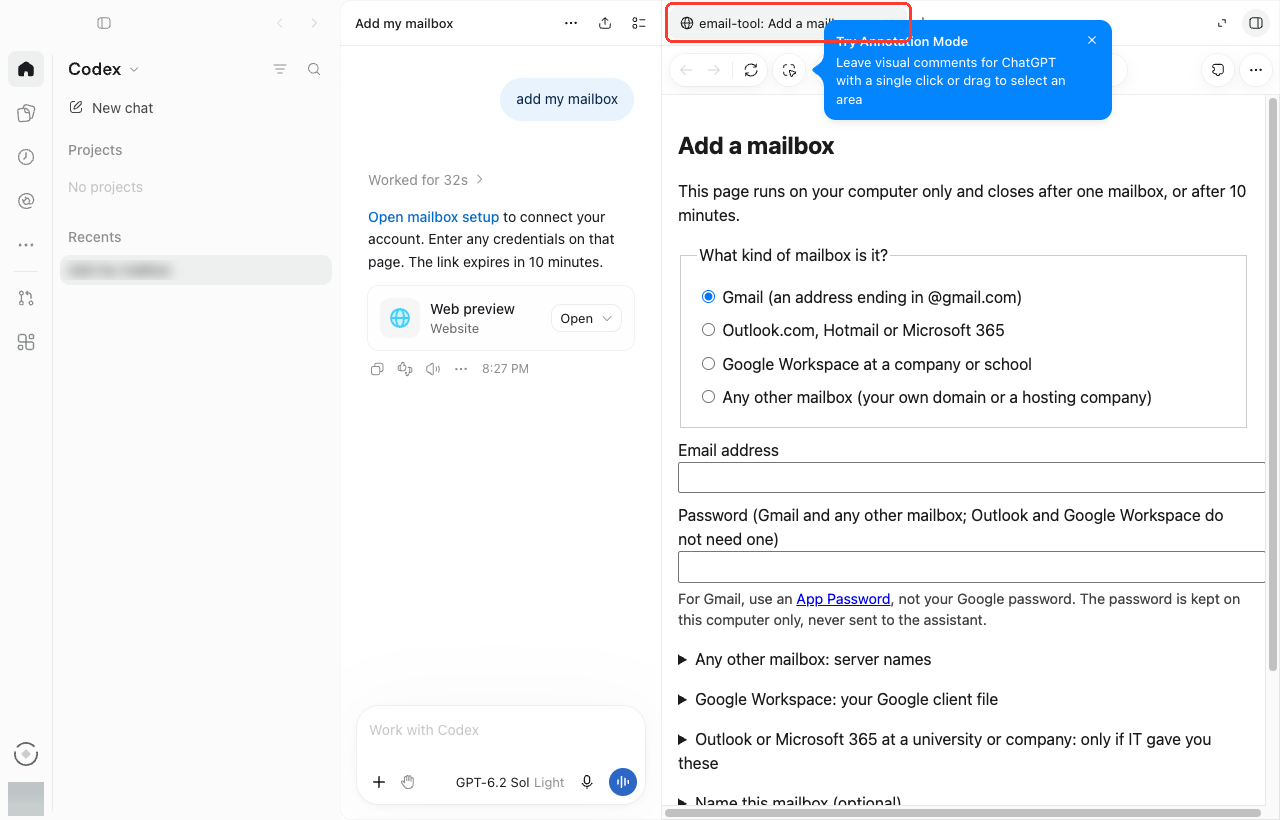 Codex
New chat
Projects
No projects
Recents
Add my mailbox
add my mailbox
Worked for 32s
Open mailbox setup to connect your
account. Enter any credentials on that
page. The link expires in 10 minutes.
Web preview
Website
Open
8:27 PM
Work with Codex
GPT-6.2 Sol Light
email-tool: Add a
Try Annotation Mode
Leave visual comments for ChatGPT
with a single click or drag to select an
area
Add a mailbox
This page runs on your computer only and closes after one mailbox, or after 10
minutes.
What kind of mailbox is it?
Gmail (an address ending in @gmail.com)
Outlook.com, Hotmail or Microsoft 365
Google Workspace at a company or school
Any other mailbox (your own domain or a hosting company)
Email address
Password (Gmail and any other mailbox; Outlook and Google Workspace do
not need one)
For Gmail, use an App Password, not your Google password. The password is kept on
this computer only, never sent to the assistant.
Any other mailbox: server names
Google Workspace: your Google client file
Outlook or Microsoft 365 at a university or company: only if IT gave you
these
Name this mailbox (optional)